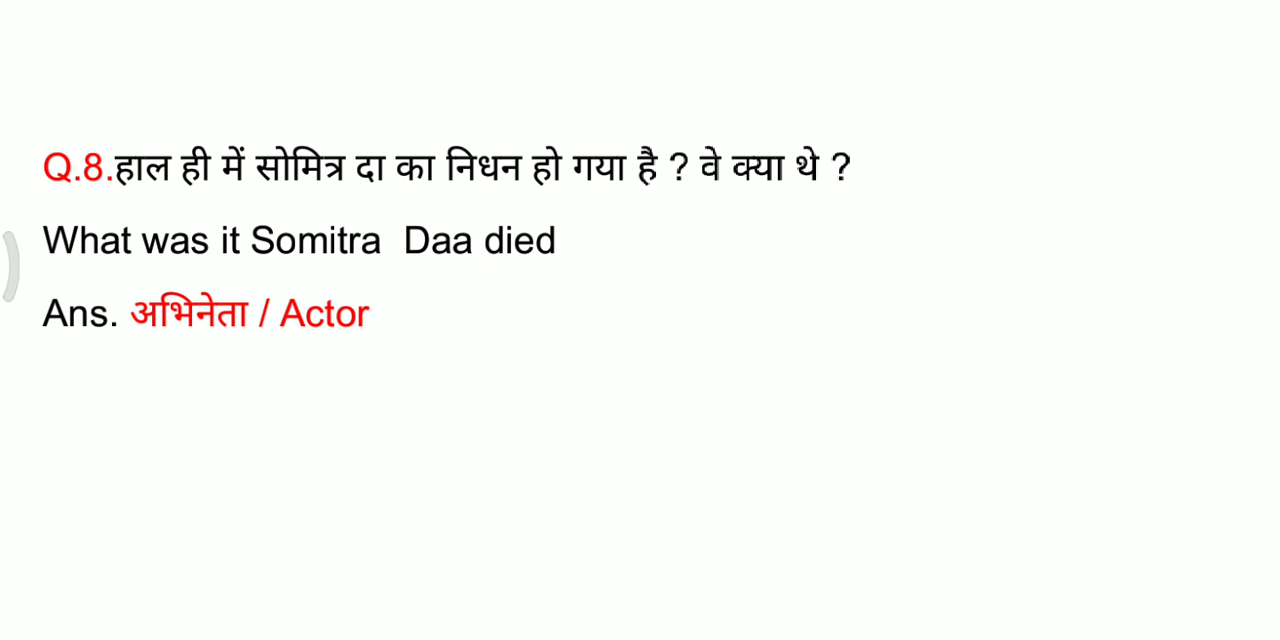 Q.8.हाल ही में सोमित्र दा का निधन हो गया है ? वे क्या थे ?
What was it Somitra  Daa died
Ans. अभिनेता / Actor